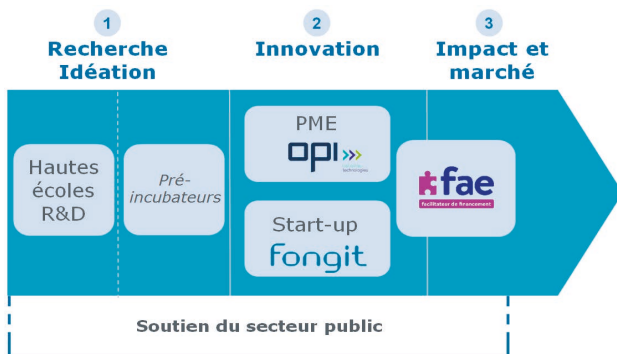 1
Recherche
Idéation
2
Innovation
3
Impact et
marché
Hautes
écoles
R&D
Pré-
incubateurs
PME
opi
technologies
Start-up
fongit
fae
facilitateur de financement
Soutien du secteur public